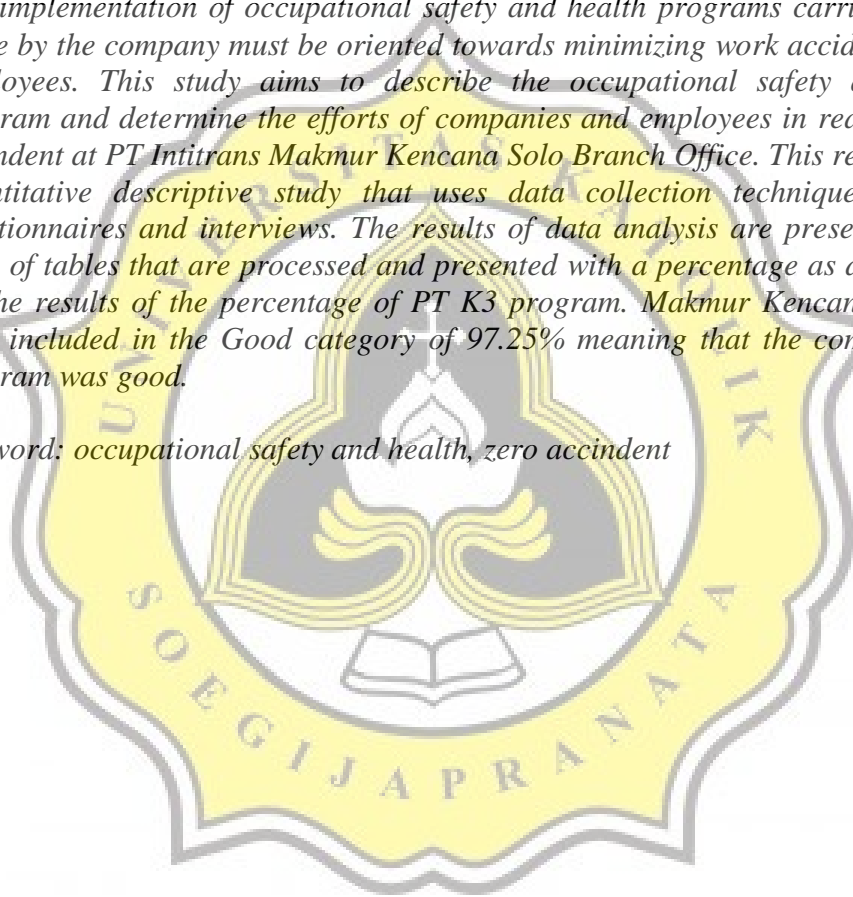 implementation of occupational safety and health programs carri
e by the company must be oriented towards minimizing work accid
loyees. This study aims to describe the occupational safety a
ram and determine the efforts of companies and employees in red
ndent at PT Intitrans Makmur Kencana Solo Branch Office. This re
ntitative descriptive study that uses data collection technique
tionnaires and interviews. The results of data analysis are prese
of tables that are processed and presented with a percentage as a
he results of the percentage of PT K3 program. Makmur Kencan
included in the Good category of 97.25% meaning that the con
ram was good.
word: occupational safety and health, zero accindent
UNIVERSITAS KATOLIK
SOEGIJAPRANATA